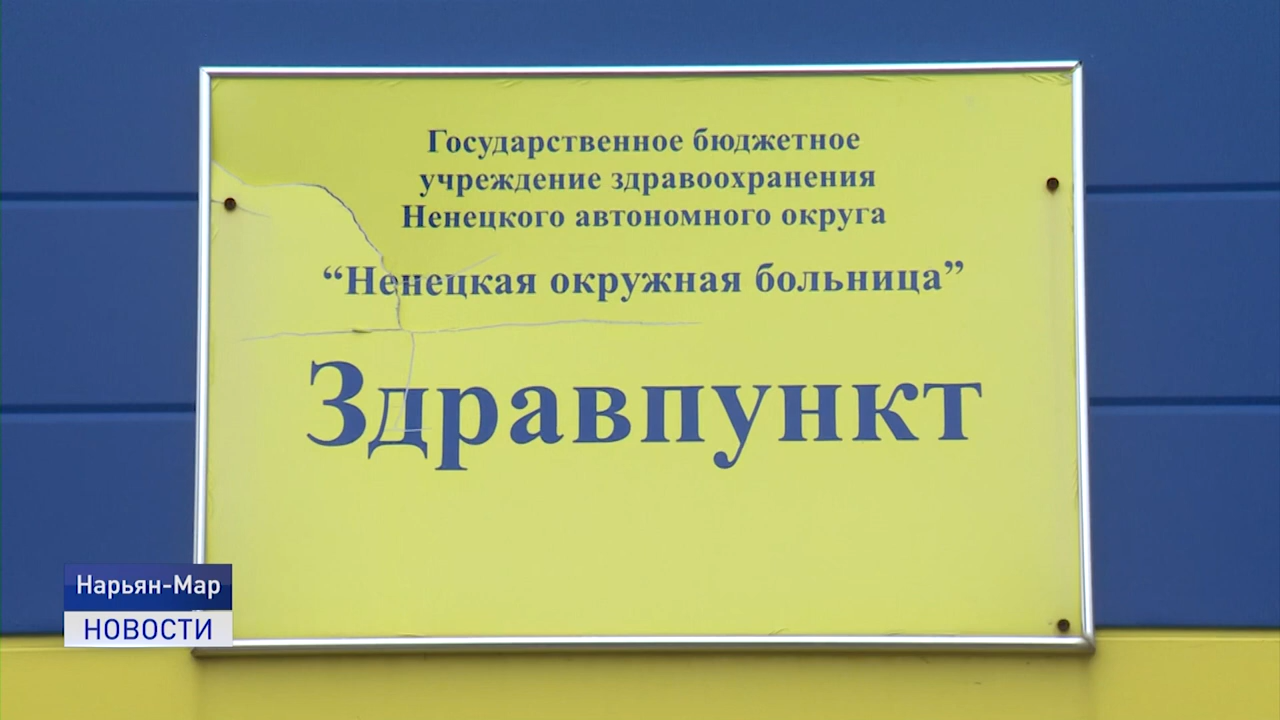 Государственное бюджетное
учреждение здравоохранения
Ненецкого автономного округа
“Ненецкая окружная больница”
Здравпункт
Нарьян-Мар
НОВОСТИ